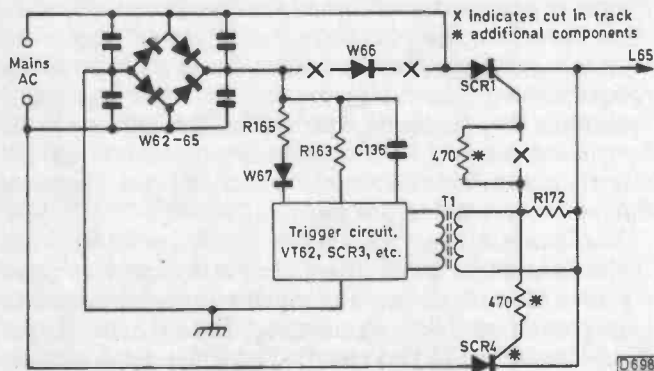 X Indicates cut in track
✱ additional components
L65
W66
SCR1
Mains
AC
R165
R163
C136
470 ✱
W62-65
W67
T1
R172
Trigger circuit.
VT62, SCR3, etc.
470 ✱
SCR4
✱
D698